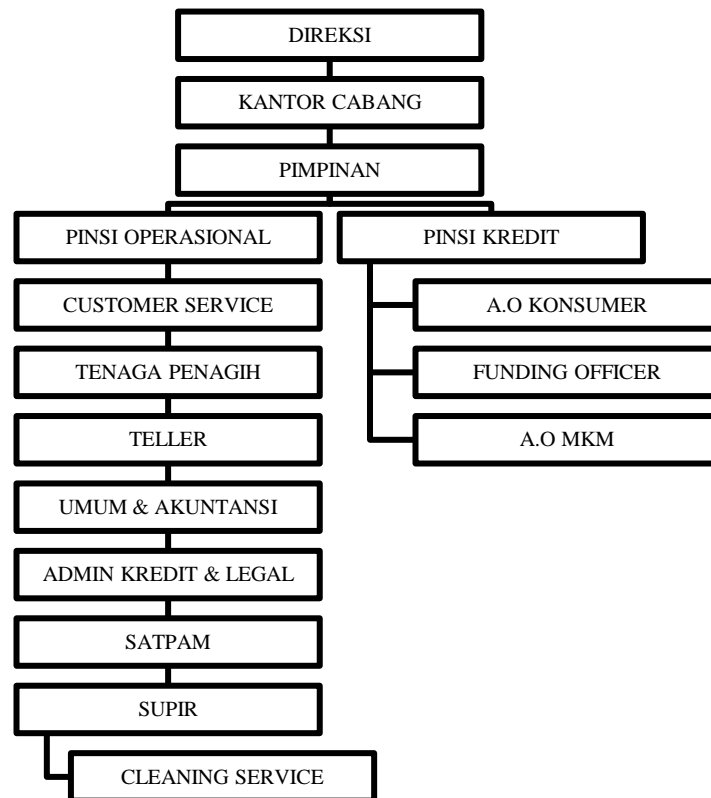 DIREKSI
KANTOR CABANG
PIMPINAN
PINSI OPERASIONAL
PINSI KREDIT
CUSTOMER SERVICE
A.O KONSUMER
TENAGA PENAGIH
FUNDING OFFICER
TELLER
A.O MKM
UMUM & AKUNTANSI
ADMIN KREDIT & LEGAL
SATPAM
SUPIR
CLEANING SERVICE